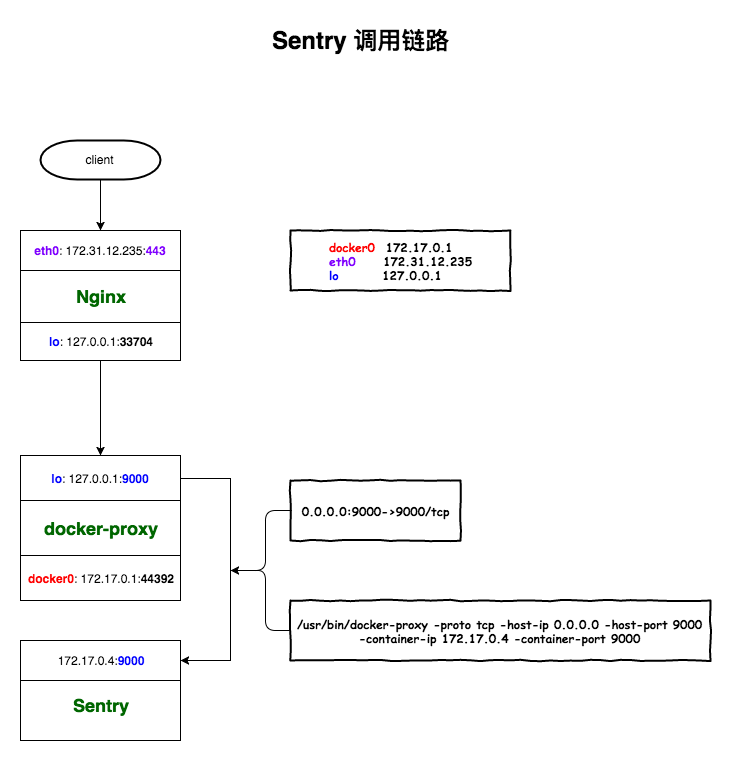 Sentry 调用链路
client
eth0: 172.31.12.235:443
Nginx
lo: 127.0.0.1:33704
docker0 172.17.0.1
eth0 172.31.12.235
lo 127.0.0.1
lo: 127.0.0.1:9000
docker-proxy
docker0: 172.17.0.1:44392
0.0.0.0:9000->9000/tcp
/usr/bin/docker-proxy -proto tcp -host-ip 0.0.0.0 -host-port 9000
-container-ip 172.17.0.4 -container-port 9000
172.17.0.4:9000
Sentry